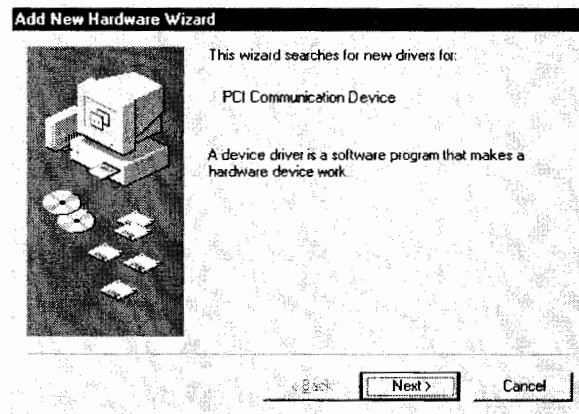 Add New Hardware Wizard
This wizard searches for new drivers for:
PCI Communication Device
A device driver is a software program that makes a
hardware device work.
< Back
Next >
Cancel